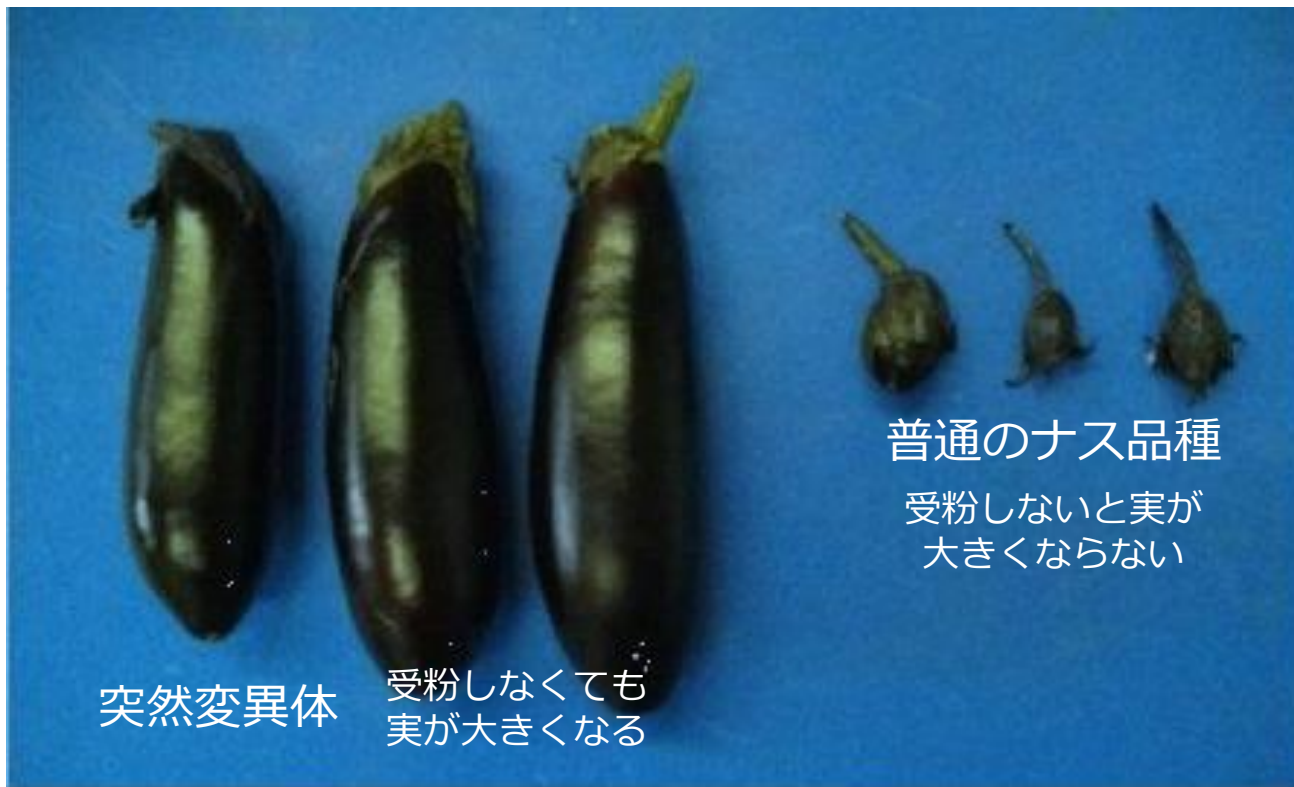 普通のナス品種
受粉しないと実が
大きくならない
突然変異体
受粉しなくても
実が大きくなる